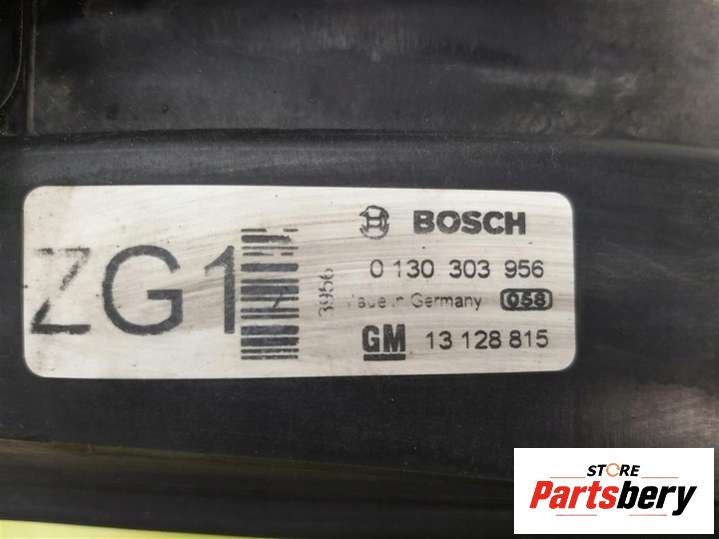 ZG1
3956
BOSCH
0 130 303 956
Made in Germany 058
GM 13 128 815
STORE
Partsbery